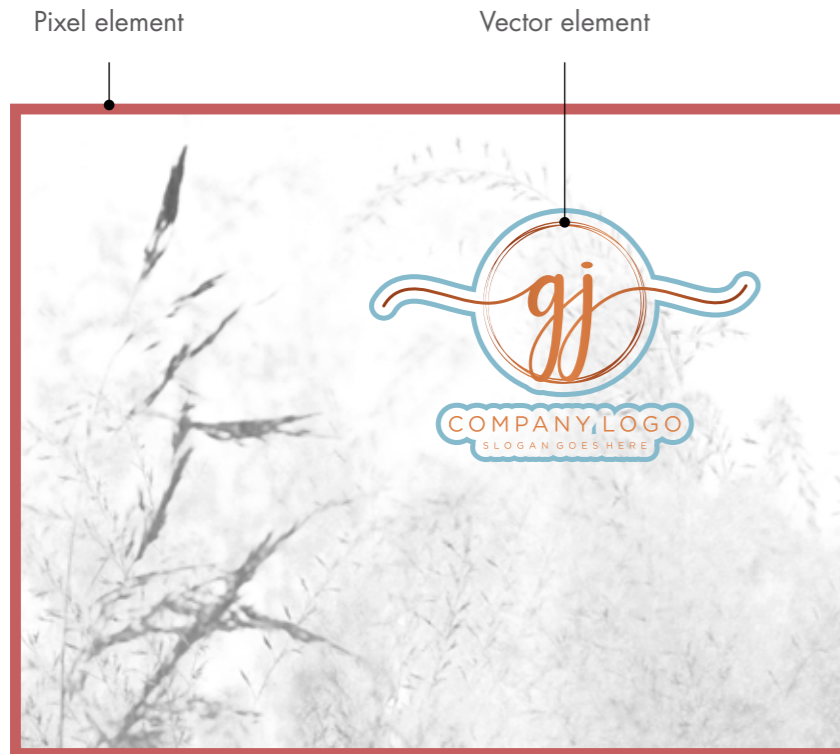 Pixel element
Vector element
gj
COMPANY LOGO
SLOGAN GOES HERE